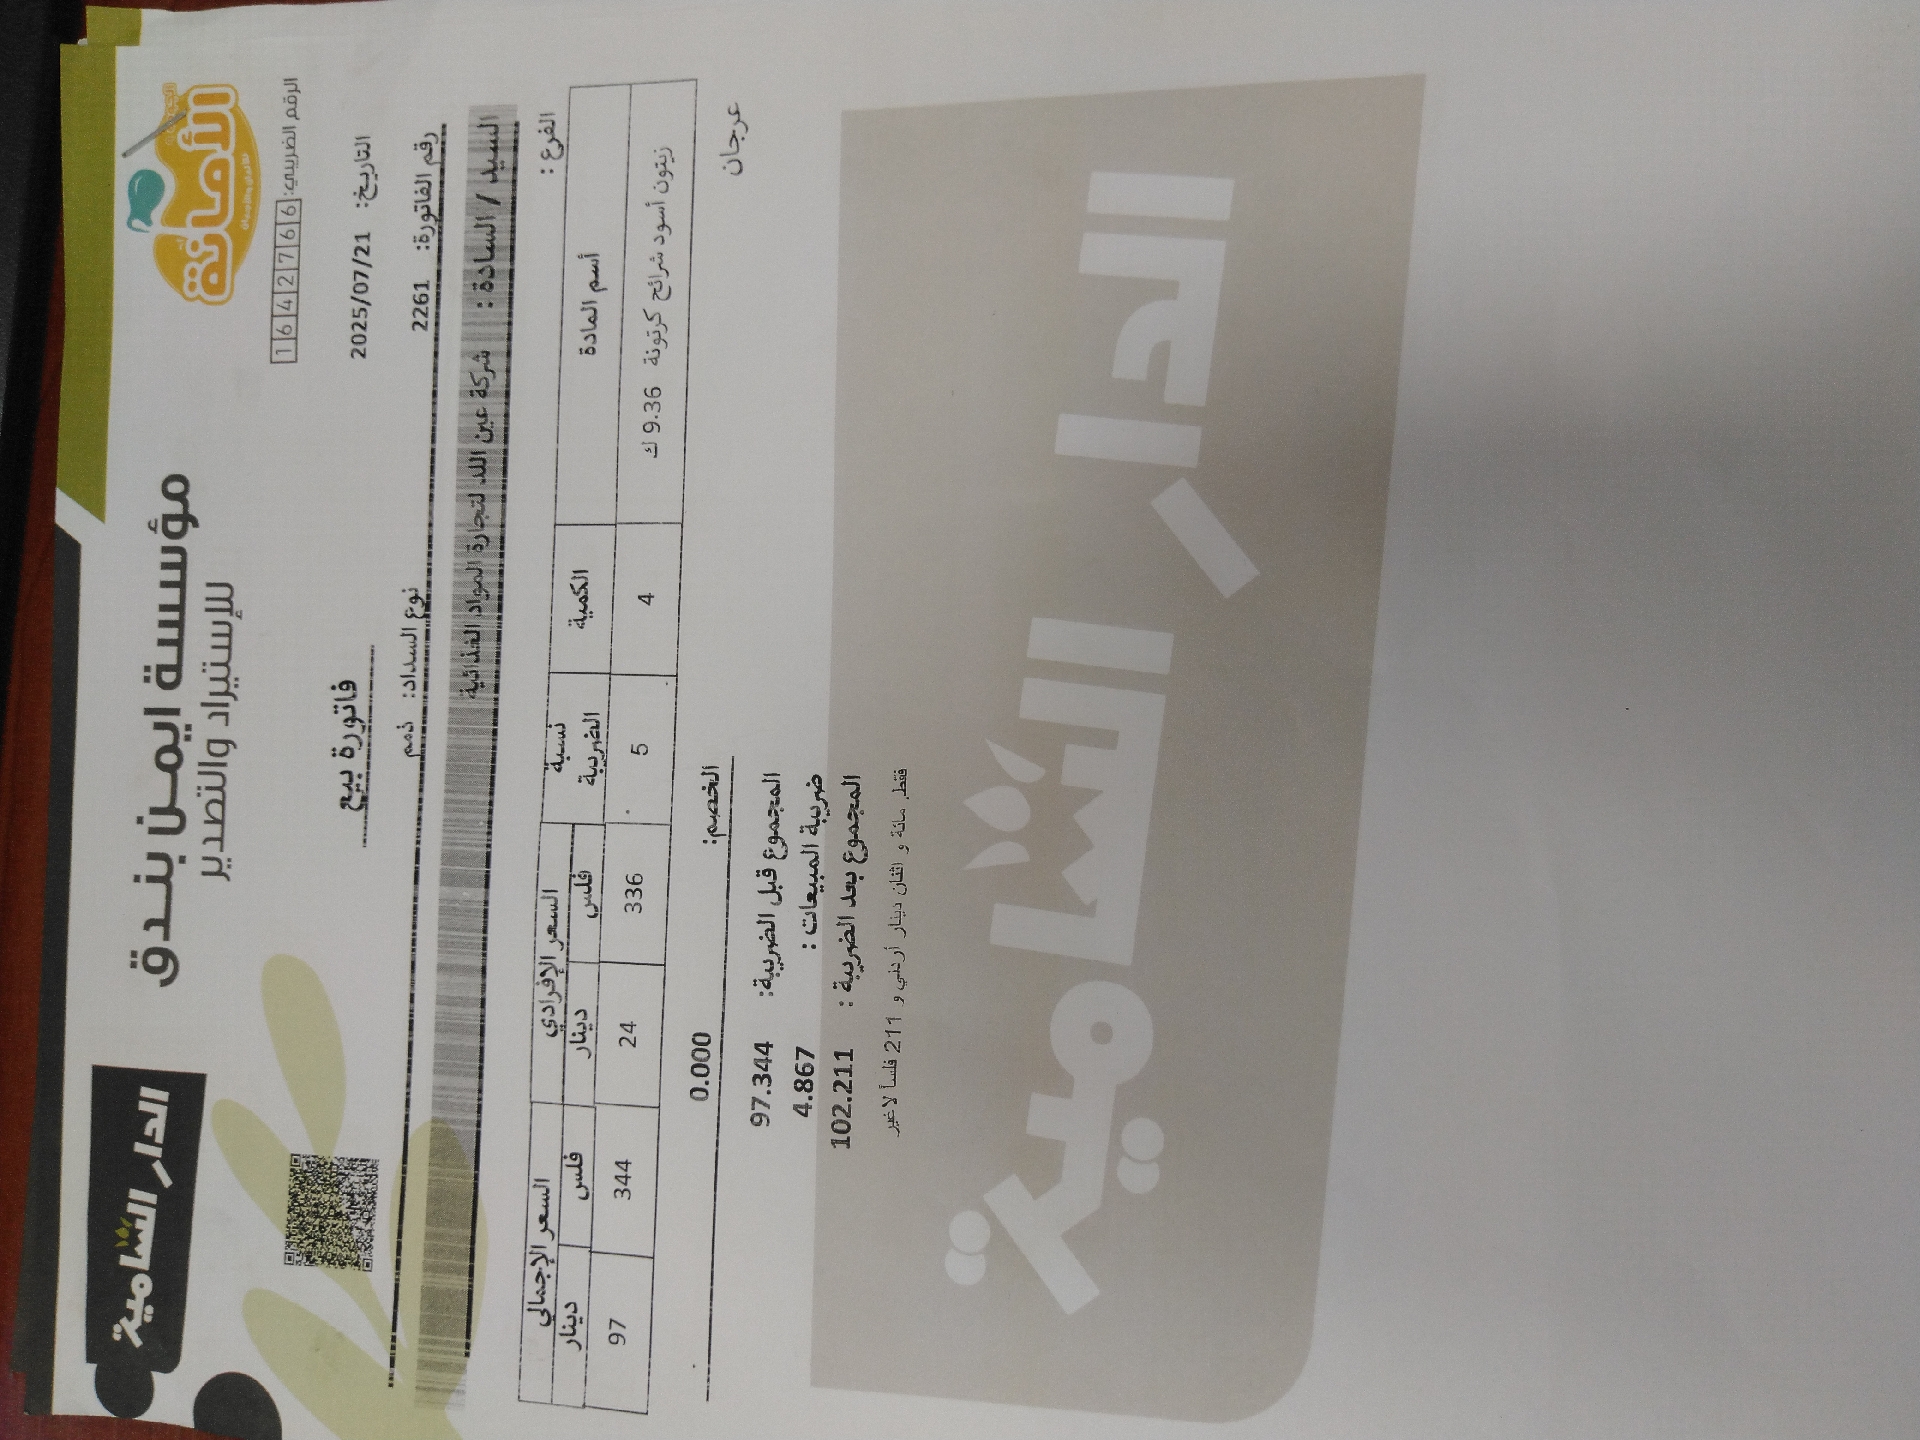 الدار الشامية
مؤسسة ايمن بندق
للإستيراد والتصدير
الأمانة
الرقم الضريبي: 16427661
فاتورة بيع
التاريخ: 2025/07/21
رقم الفاتورة: 2261
نوع السداد: ذمم
السيد / السادة : شركة عين اللد لتجارة المواد الغذائية
الفرع : عرجان
أسم المادة الكمية نسبة الضريبة السعر الإفرادي السعر الإجمالي
دينار فلس دينار فلس
زيتون أسود شرائح كرتونة 9.36 ك 4 5 24 336 97 344
الخصم: 0.000
المجموع قبل الضريبة: 97.344
ضريبة المبيعات : 4.867
المجموع بعد الضريبة : 102.211
فقط مائة و اثنان دينار أردني و 211 فلساً لاغير
الدار الشامية